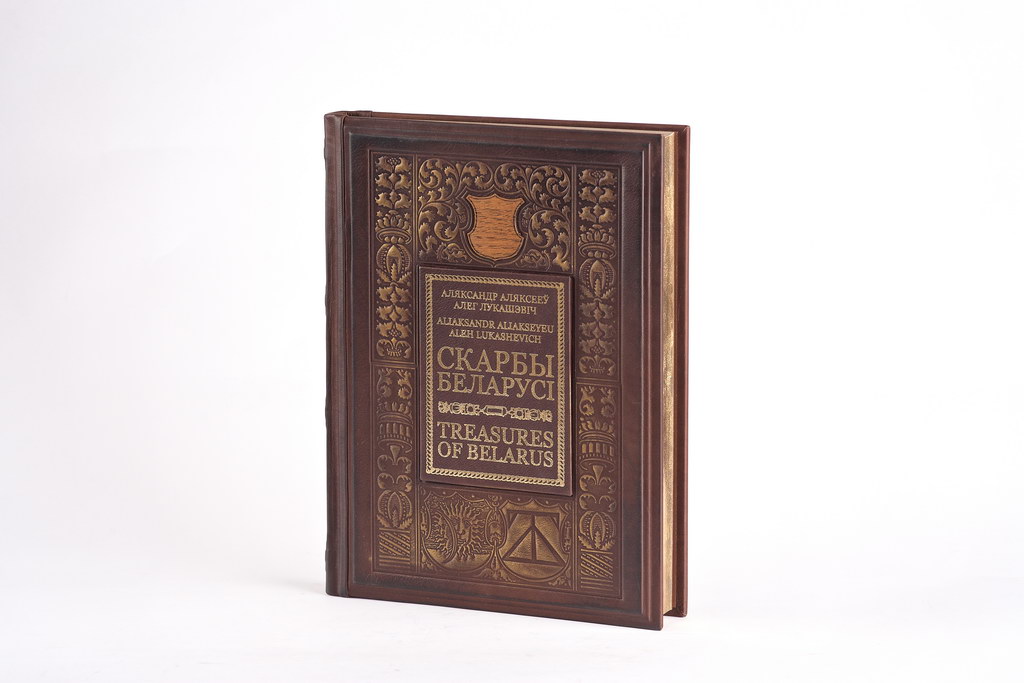 АЛЯКСАНДР АЛЯКСЕЕЎ
АЛЕГ ЛУКАШЭВІЧ
ALIAKSANDR ALIAKSEYEU
ALEH LUKASHEVICH
СКАРБЫ
БЕЛАРУСІ
TREASURES
OF BELARUS